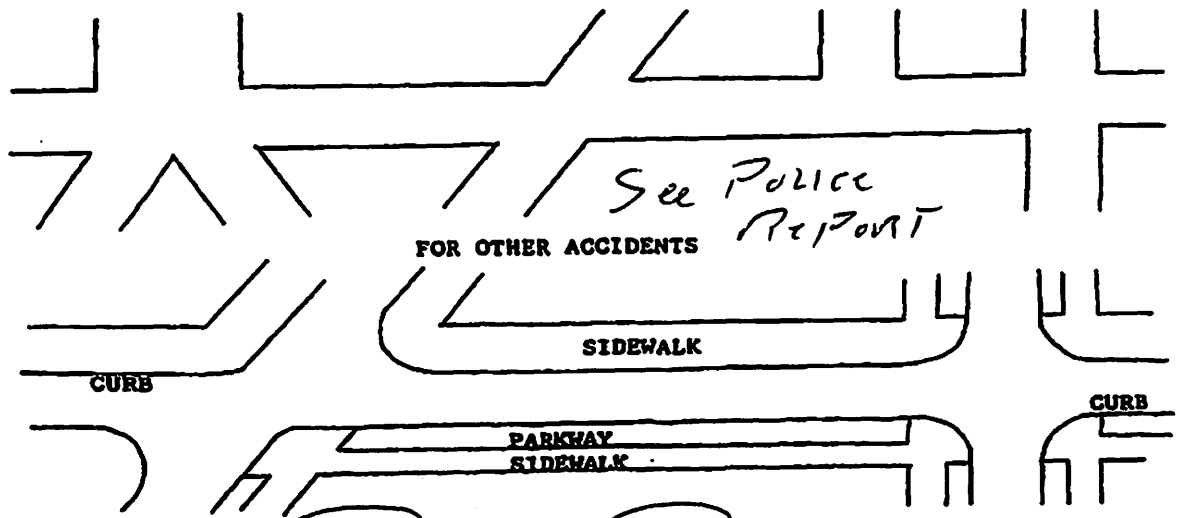 See Police
Report
FOR OTHER ACCIDENTS
SIDEWALK
CURB
CURB
PARKWAY
SIDEWALK